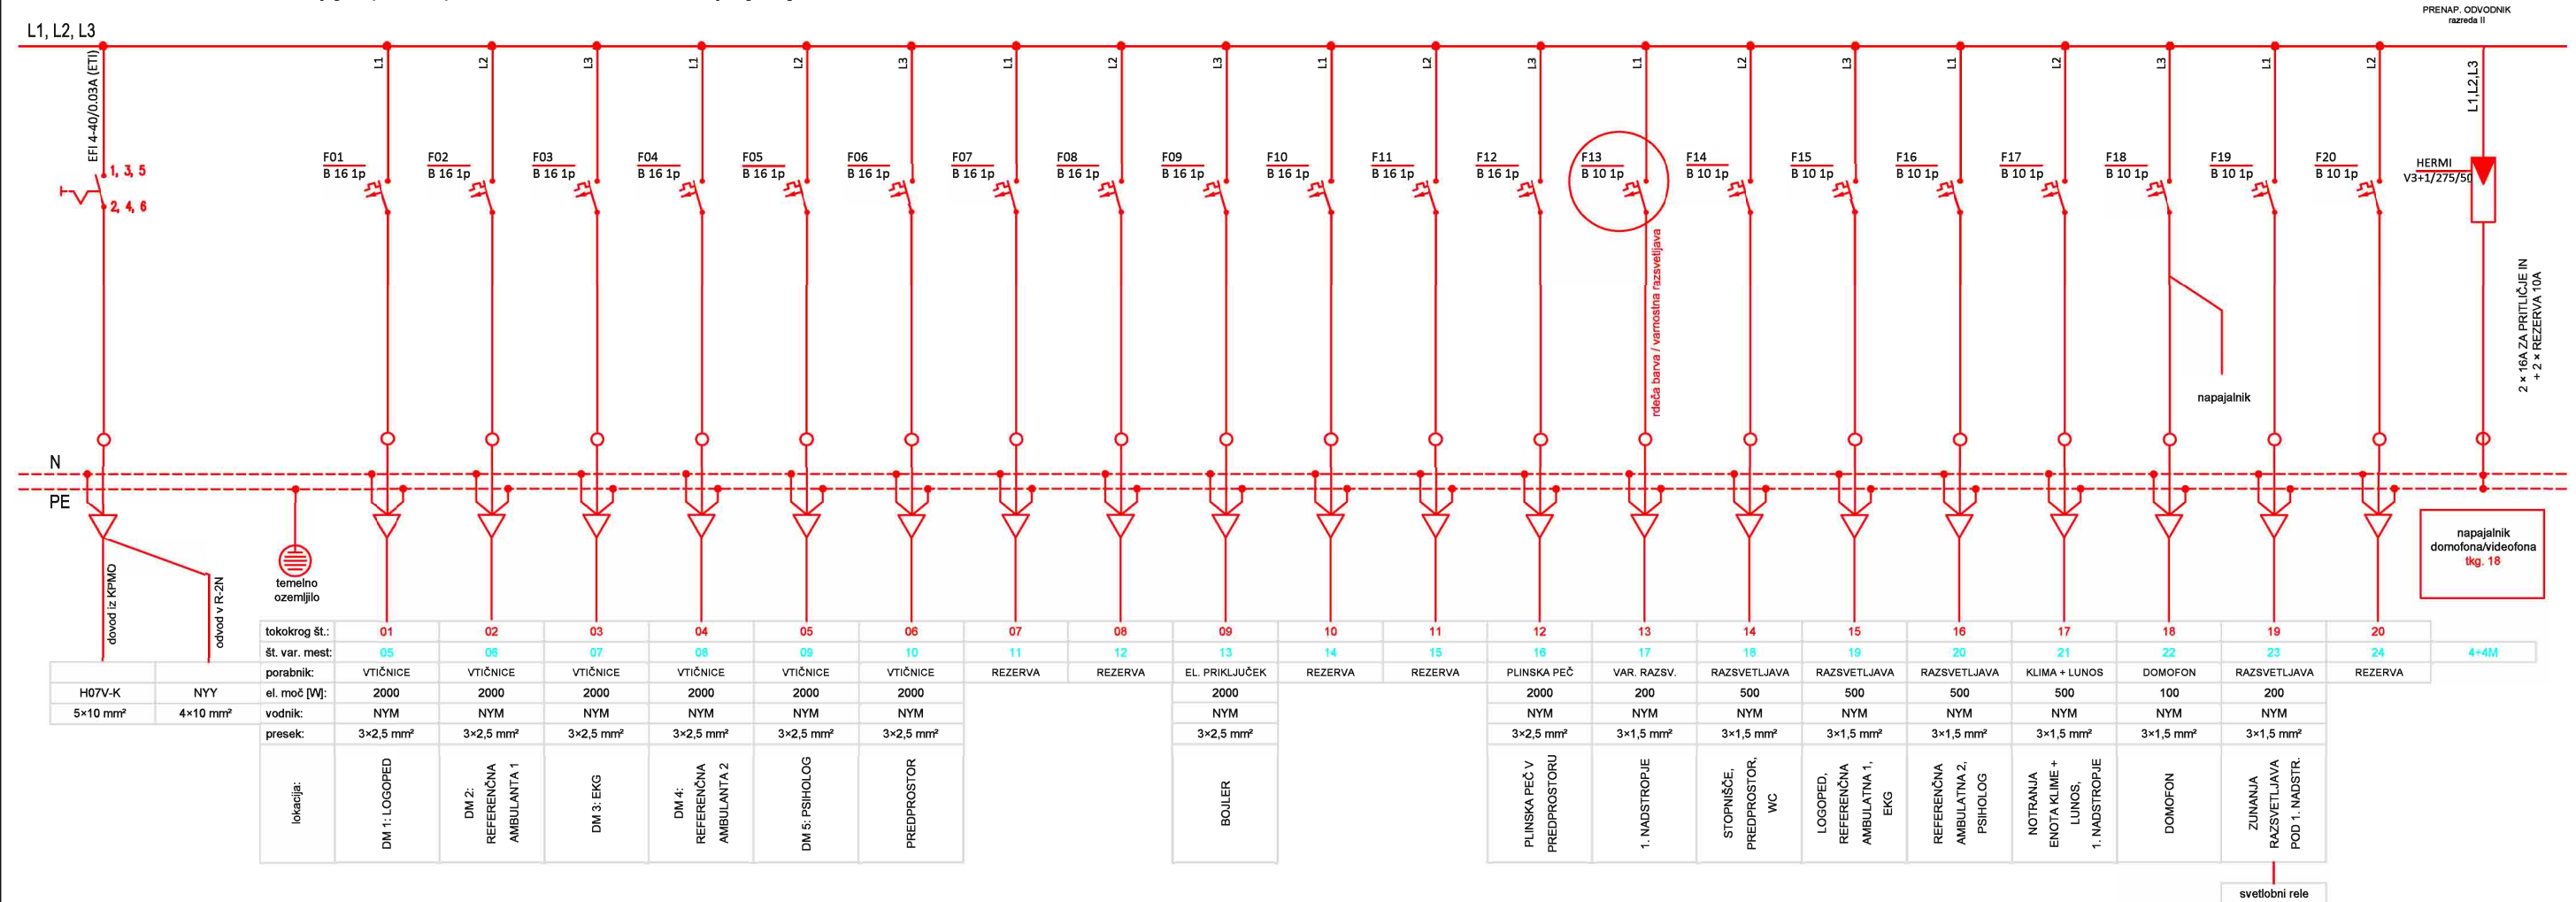 PRENAP. ODVODNIK
razreda II
L1, L2, L3
EFI 4-40/0.03A (ETI)
1, 3, 5
2, 4, 6
L1
L2
L3
L1
L2
L3
L1
L2
L3
L1
L2
L3
L1
L2
L3
L1
L2
L3
L1
L2
L1,L2,L3
F01
B 16 1p
F02
B 16 1p
F03
B 16 1p
F04
B 16 1p
F05
B 16 1p
F06
B 16 1p
F07
B 16 1p
F08
B 16 1p
F09
B 16 1p
F10
B 16 1p
F11
B 16 1p
F12
B 16 1p
F13
B 10 1p
F14
B 10 1p
F15
B 10 1p
F16
B 10 1p
F17
B 10 1p
F18
B 10 1p
F19
B 10 1p
F20
B 10 1p
HERMI
V3+1/275/50
rdeča barva / varnostna razsvetljava
napajalnik
2 × 16A ZA PRITLIČJE IN
+ 2 × REZERVA 10A
N
PE
temelno
ozemljilo
dovod iz KPMO
odvod v R-2N
napajalnik
domofona/videofona
tkg. 18
tokokrog št.: 01 02 03 04 05 06 07 08 09 10 11 12 13 14 15 16 17 18 19 20
št. var. mest: 05 06 07 08 09 10 11 12 13 14 15 16 17 18 19 20 21 22 23 24 4+4M
porabnik: VTIČNICE VTIČNICE VTIČNICE VTIČNICE VTIČNICE VTIČNICE REZERVA REZERVA EL. PRIKLJUČEK REZERVA REZERVA PLINSKA PEČ VAR. RAZSV. RAZSVETLJAVA RAZSVETLJAVA RAZSVETLJAVA KLIMA + LUNOS DOMOFON RAZSVETLJAVA REZERVA
H07V-K NYY el. moč [W]: 2000 2000 2000 2000 2000 2000 2000 2000 200 500 500 500 500 100 200
5×10 mm² 4×10 mm² vodnik: NYM NYM NYM NYM NYM NYM NYM NYM NYM NYM NYM NYM NYM NYM NYM
presek: 3×2,5 mm² 3×2,5 mm² 3×2,5 mm² 3×2,5 mm² 3×2,5 mm² 3×2,5 mm² 3×2,5 mm² 3×2,5 mm² 3×1,5 mm² 3×1,5 mm² 3×1,5 mm² 3×1,5 mm² 3×1,5 mm² 3×1,5 mm² 3×1,5 mm²
lokacija:
DM 1: LOGOPED
DM 2:
REFERENČNA
AMBULANTA 1
DM 3: EKG
DM 4:
REFERENČNA
AMBULANTA 2
DM 5: PSIHOLOG
PREDPROSTOR
BOJLER
PLINSKA PEČ V
PREDPROSTORU
1. NADSTROPJE
STOPNIŠČE,
PREDPROSTOR,
WC
LOGOPED,
REFERENČNA
AMBULATNA 1,
EKG
REFERENČNA
AMBULATNA 2,
PSIHOLOG
NOTRANJA
ENOTA KLIME +
LUNOS,
1. NADSTROPJE
DOMOFON
ZUNANJA
RAZSVETLJAVA
POD 1. NADSTR.
svetlobni rele